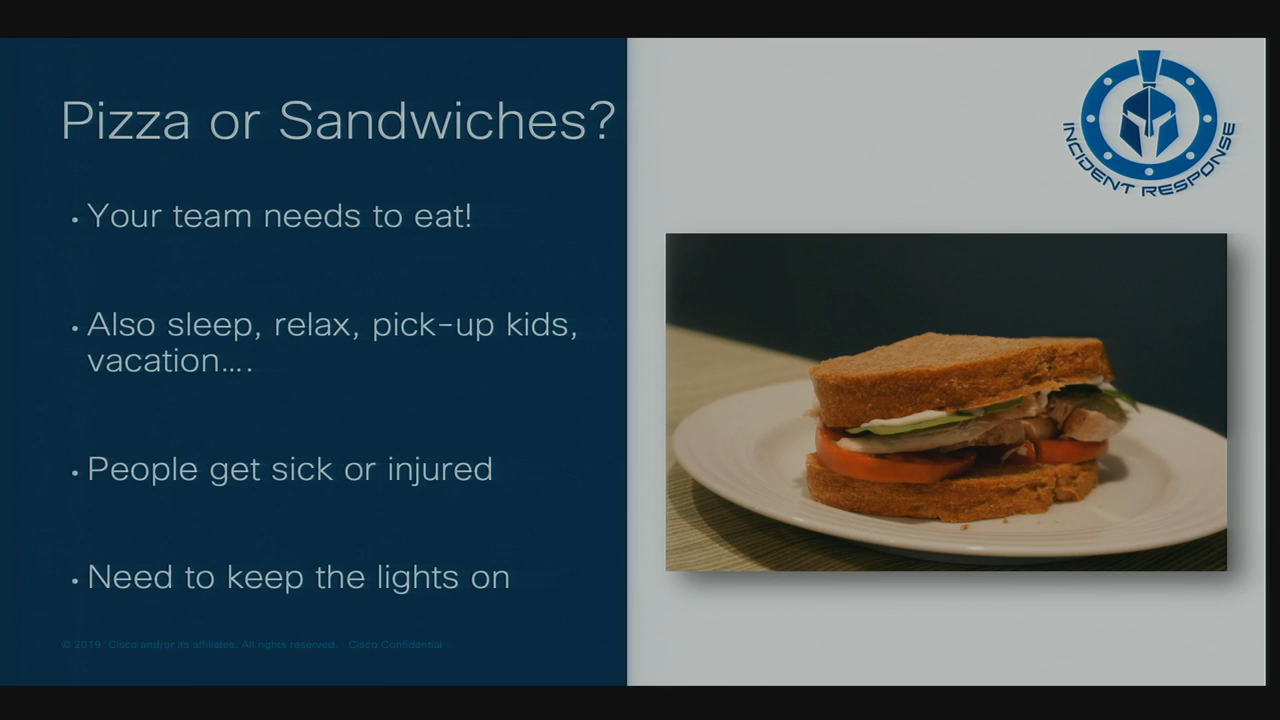 Pizza or Sandwiches?
INCIDENT RESPONSE
• Your team needs to eat!
• Also sleep, relax, pick-up kids,
vacation....
• People get sick or injured
• Need to keep the lights on
© 2019 Cisco and/or its affiliates. All rights reserved. Cisco Confidential